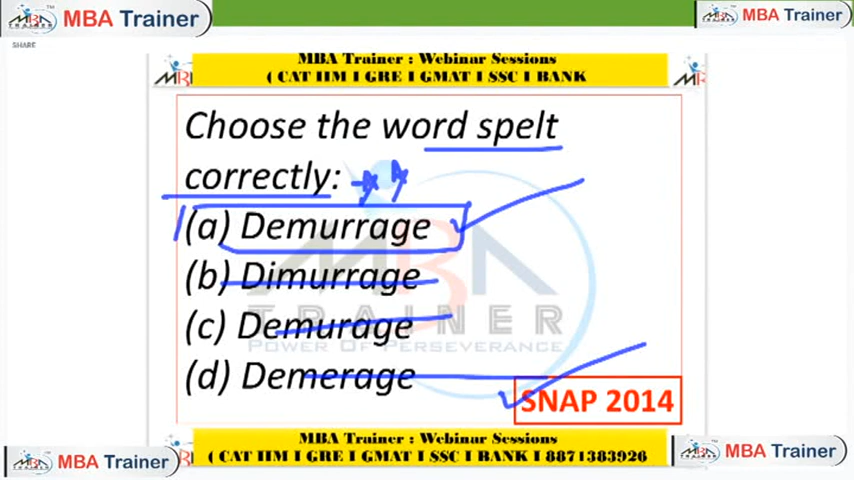 MBA Trainer
MBA Trainer
SHARE
MBA Trainer : Webinar Sessions
( CAT IIM I GRE I GMAT I SSC I BANK
Choose the word spelt
correctly:
(a) Demurrage
(b) Dimurrage
(c) Demurage
(d) Demerage
TRAINER
POWER OF PERSEVERANCE
SNAP 2014
MBA Trainer : Webinar Sessions
( CAT IIM I GRE I GMAT I SSC I BANK I 8871383926
MBA Trainer
MBA Trainer